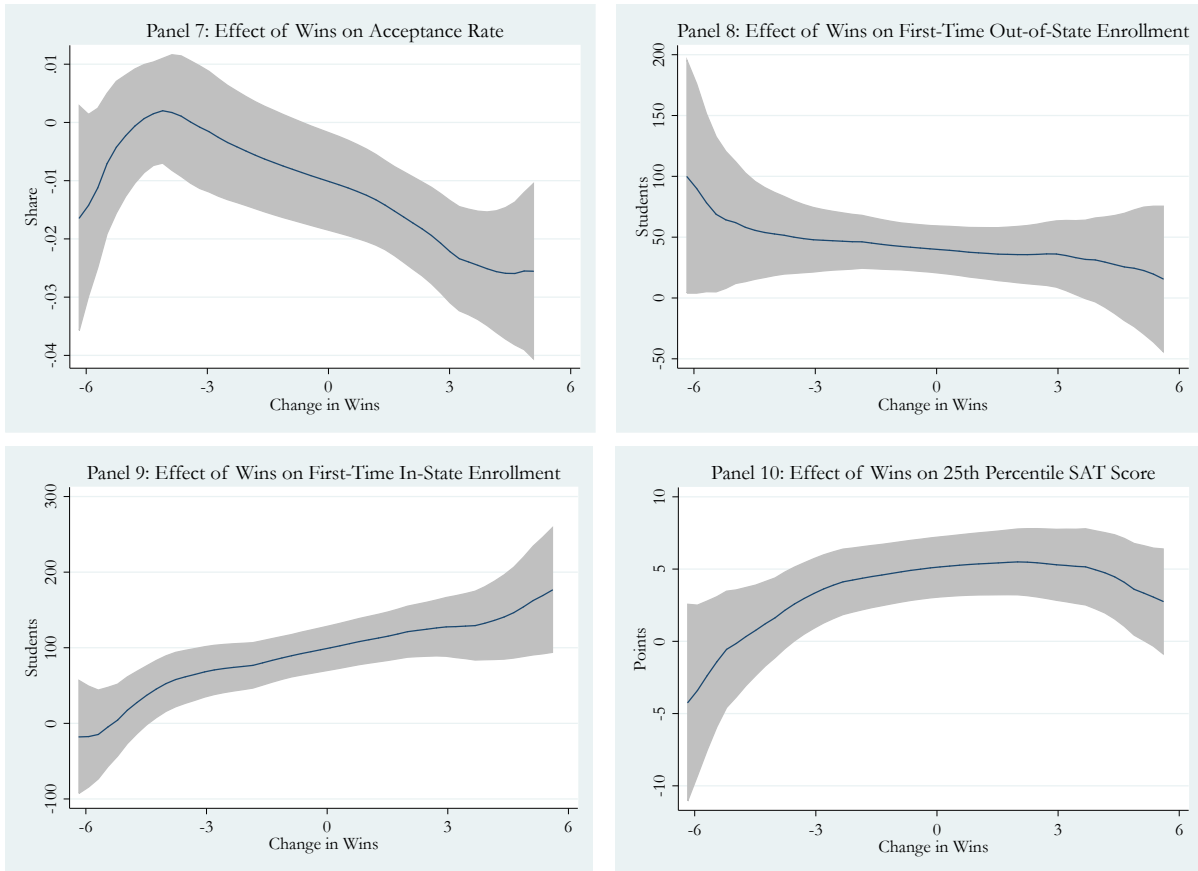 Panel 7: Effect of Wins on Acceptance Rate
Share
.01
0
-.01
-.02
-.03
-.04
-6 -3 0 3 6
Change in Wins
Panel 8: Effect of Wins on First-Time Out-of-State Enrollment
Students
200
150
100
50
0
-50
-6 -3 0 3 6
Change in Wins
Panel 9: Effect of Wins on First-Time In-State Enrollment
Students
300
200
100
0
-100
-6 -3 0 3 6
Change in Wins
Panel 10: Effect of Wins on 25th Percentile SAT Score
Points
10
5
0
-5
-10
-6 -3 0 3 6
Change in Wins